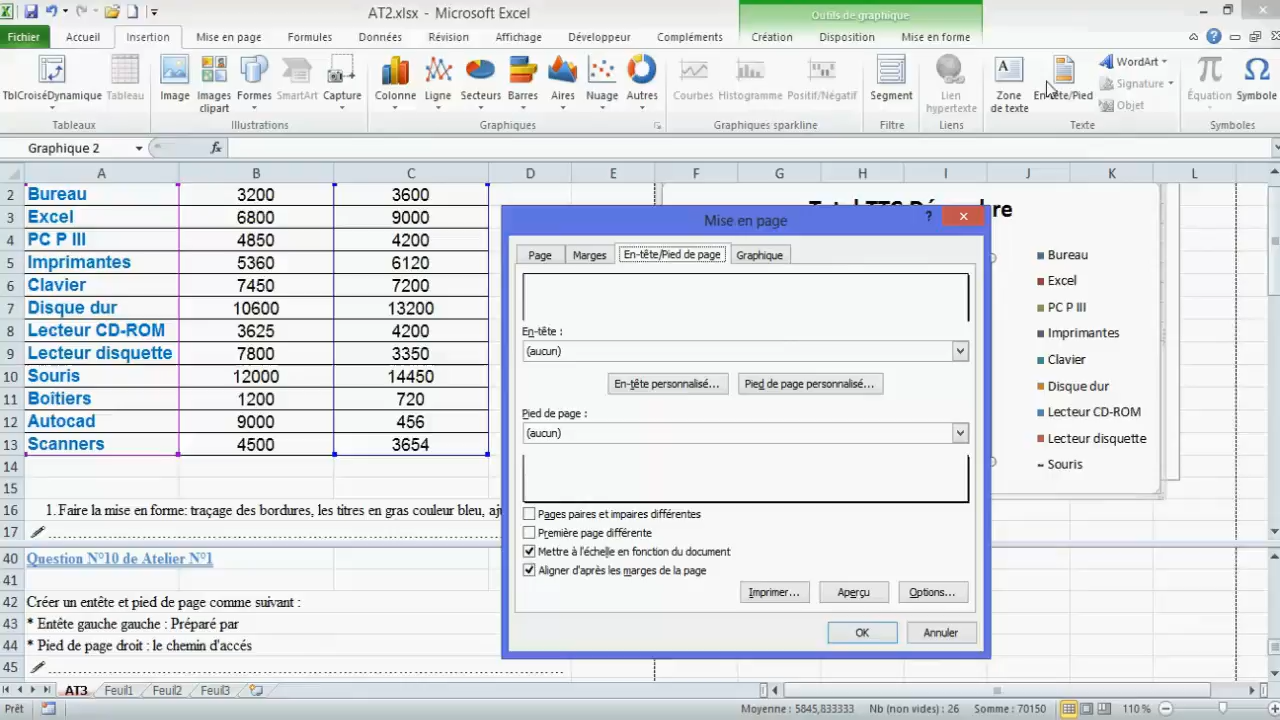 AT2.xlsx - Microsoft Excel
Outils de graphique
Fichier Accueil Insertion Mise en page Formules Données Révision Affichage Développeur Compléments Création Disposition Mise en forme
TblCroiséDynamique Tableau Image Images clipart Formes SmartArt Capture Colonne Ligne Secteurs Barres Aires Nuage Autres Courbes Histogramme Positif/Négatif Segment Lien hypertexte Zone de texte En-tête/Pied WordArt Signature Objet Équation Symbole
Tableaux Illustrations Graphiques Graphiques sparkline Filtre Liens Texte Symboles
Graphique 2 fx
A B C D E F G H I J K L
2 Bureau 3200 3600
3 Excel 6800 9000
4 PC P III 4850 4200
5 Imprimantes 5360 6120
6 Clavier 7450 7200
7 Disque dur 10600 13200
8 Lecteur CD-ROM 3625 4200
9 Lecteur disquette 7800 3350
10 Souris 12000 14450
11 Boitiers 1200 720
12 Autocad 9000 456
13 Scanners 4500 3654
14
15
16 1. Faire la mise en forme: traçage des bordures, les titres en gras couleur bleu,
17
40 Question N°10 de Atelier N°1
41
42 Créer un entête et pied de page comme suivant :
43 * Entête gauche gauche : Préparé par
44 * Pied de page droit : le chemin d'accés
45
Mise en page
Page Marges En-tête/Pied de page Graphique
En-tête :
(aucun)
En-tête personnalisé... Pied de page personnalisé...
Pied de page :
(aucun)
Pages paires et impaires différentes
Première page différente
Mettre à l'échelle en fonction du document
Aligner d'après les marges de la page
Imprimer... Aperçu Options...
OK Annuler
Bureau
Excel
PC P III
Imprimantes
Clavier
Disque dur
Lecteur CD-ROM
Lecteur disquette
Souris
AT3 Feuil1 Feuil2 Feuil3
Prêt Moyenne : 5845,833333 Nb (non vides) : 26 Somme : 70150 110 %